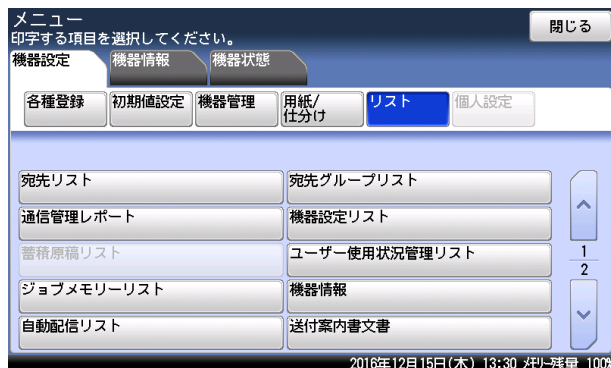 メニュー
印字する項目を選択してください。
閉じる
機器設定
機器情報
機器状態
各種登録
初期値設定
機器管理
用紙/
仕分け
リスト
個人設定
宛先リスト
宛先グループリスト
通信管理レポート
機器設定リスト
蓄積原稿リスト
ユーザー使用状況管理リスト
1
2
ジョブメモリーリスト
機器情報
自動配信リスト
送付案内書文書
2016年12月15日(木) 13:30 メモリー残量 100%